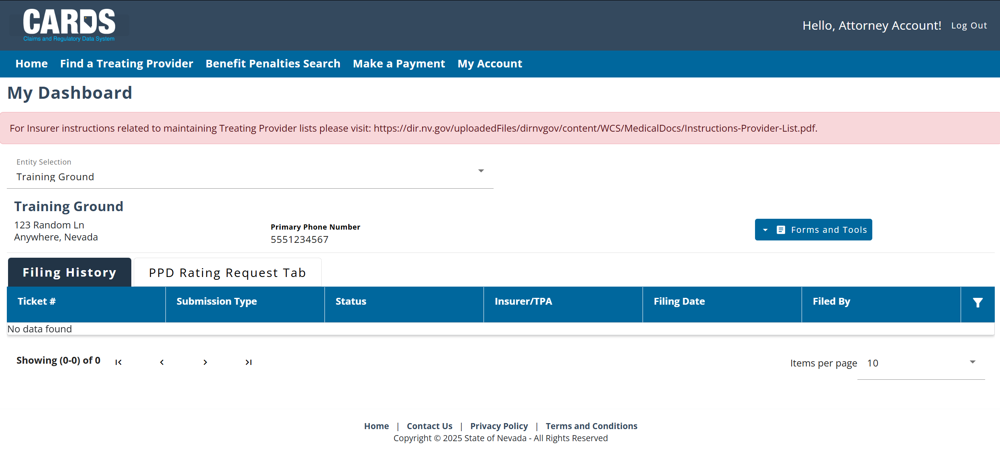 CARDS
Claims and Regulatory Data System
Hello, Attorney Account! Log Out
Home Find a Treating Provider Benefit Penalties Search Make a Payment My Account
My Dashboard
For Insurer instructions related to maintaining Treating Provider lists please visit: https://dir.nv.gov/uploadedFiles/dirnvgov/content/WCS/MedicalDocs/Instructions-Provider-List.pdf.
Entity Selection
Training Ground
Training Ground
123 Random Ln
Anywhere, Nevada
Primary Phone Number
5551234567
Forms and Tools
Filing History PPD Rating Request Tab
Ticket # Submission Type Status Insurer/TPA Filing Date Filed By
No data found
Showing (0-0) of 0
Items per page 10
Home | Contact Us | Privacy Policy | Terms and Conditions
Copyright © 2025 State of Nevada - All Rights Reserved